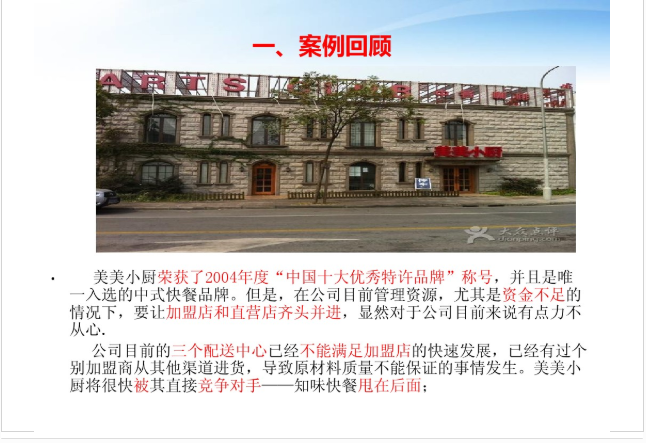 一、案例回顾
ARTS CLUB
美美小厨
大众点评
dianping.com
• 美美小厨荣获了2004年度“中国十大优秀特许品牌”称号，并且是唯
一入选的中式快餐品牌。但是，在公司目前管理资源，尤其是资金不足的
情况下，要让加盟店和直营店齐头并进，显然对于公司目前来说有点力不
从心.
公司目前的三个配送中心已经不能满足加盟店的快速发展，已经有过个
别加盟商从其他渠道进货，导致原材料质量不能保证的事情发生。美美小
厨将很快被其直接竞争对手——知味快餐甩在后面；